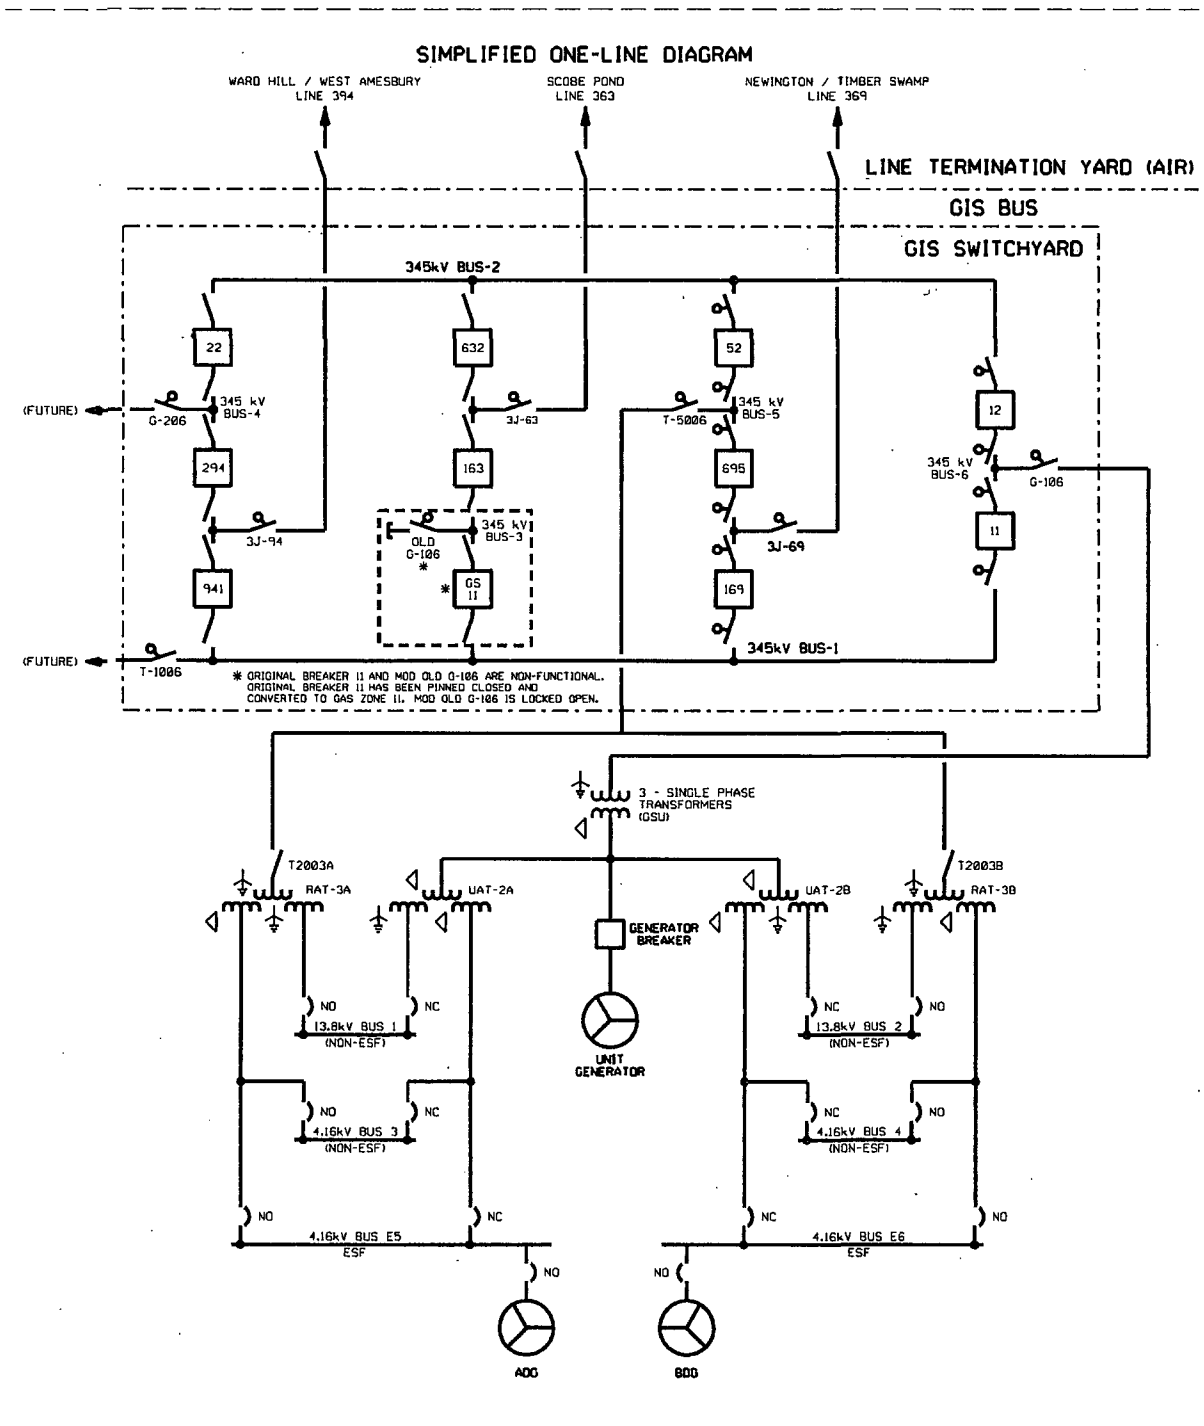 SIMPLIFIED ONE-LINE DIAGRAM
WARD HILL / WEST AMESBURY
LINE 394
SCOBE POND
LINE 363
NEWINGTON / TIMBER SWAMP
LINE 369
LINE TERMINATION YARD (AIR)
GIS BUS
GIS SWITCHYARD
345kV BUS-2
22
632
52
12
(FUTURE)
G-206
345 kV
BUS-4
3J-63
T-5006
345 kV
BUS-5
294
163
695
345 kV
BUS-6
G-106
11
3J-94
OLD
G-106
*
345 kV
BUS-3
3J-69
941
*
GS
11
169
345kV BUS-1
(FUTURE)
T-1006
* ORIGINAL BREAKER 11 AND MOD OLD G-106 ARE NON-FUNCTIONAL.
ORIGINAL BREAKER 11 HAS BEEN PINNED CLOSED AND
CONVERTED TO GAS ZONE 11. MOD OLD G-106 IS LOCKED OPEN.
3 - SINGLE PHASE
TRANSFORMERS
(GSU)
T2003A
T2003B
RAT-3A
UAT-2A
UAT-2B
RAT-3B
GENERATOR
BREAKER
NO
NC
NC
NO
13.8kV BUS 1
(NON-ESF)
13.8kV BUS 2
(NON-ESF)
UNIT
GENERATOR
NO
NC
NC
NO
4.16kV BUS 3
(NON-ESF)
4.16kV BUS 4
(NON-ESF)
NO
NC
NC
NO
4.16kV BUS E5
ESF
4.16kV BUS E6
ESF
NO
NO
ADG
BDG